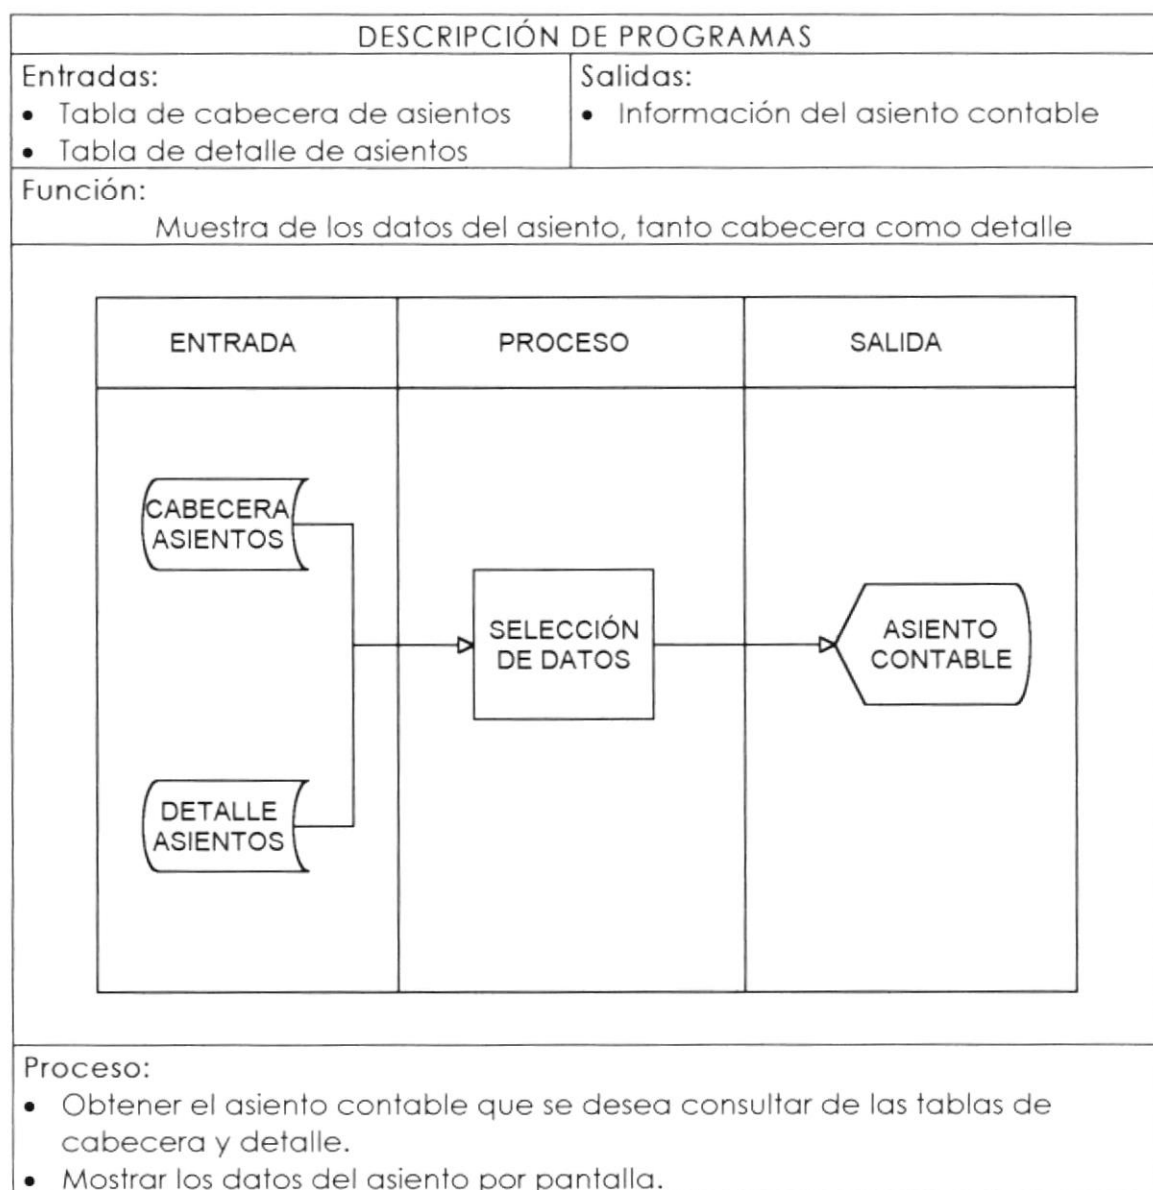 DESCRIPCIÓN DE PROGRAMAS
Entradas:
• Tabla de cabecera de asientos
• Tabla de detalle de asientos
Salidas:
• Información del asiento contable
Función:
Muestra de los datos del asiento, tanto cabecera como detalle
ENTRADA
PROCESO
SALIDA
CABECERA
ASIENTOS
SELECCIÓN
DE DATOS
ASIENTO
CONTABLE
DETALLE
ASIENTOS
Proceso:
• Obtener el asiento contable que se desea consultar de las tablas de
cabecera y detalle.
• Mostrar los datos del asiento por pantalla.